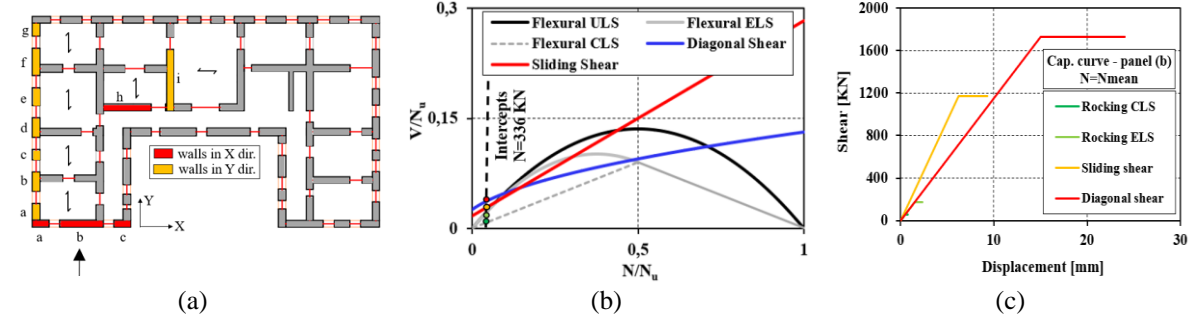 g
f
e
d
c
b
a
i
h
walls in X dir.
walls in Y dir.
Y
X
a b c
(a)
0,3
0,15
0
V/Nu
Flexural ULS
Flexural ELS
Flexural CLS
Diagonal Shear
Sliding Shear
Intercepts
N=336 KN
0 0,5 1
N/Nu
(b)
1600
1200
800
400
0
Shear [KN]
Cap. curve - panel (b)
N=Nmean
Rocking CLS
Rocking ELS
Sliding shear
Diagonal shear
0 10 20 30
Displacement [mm]
(c)